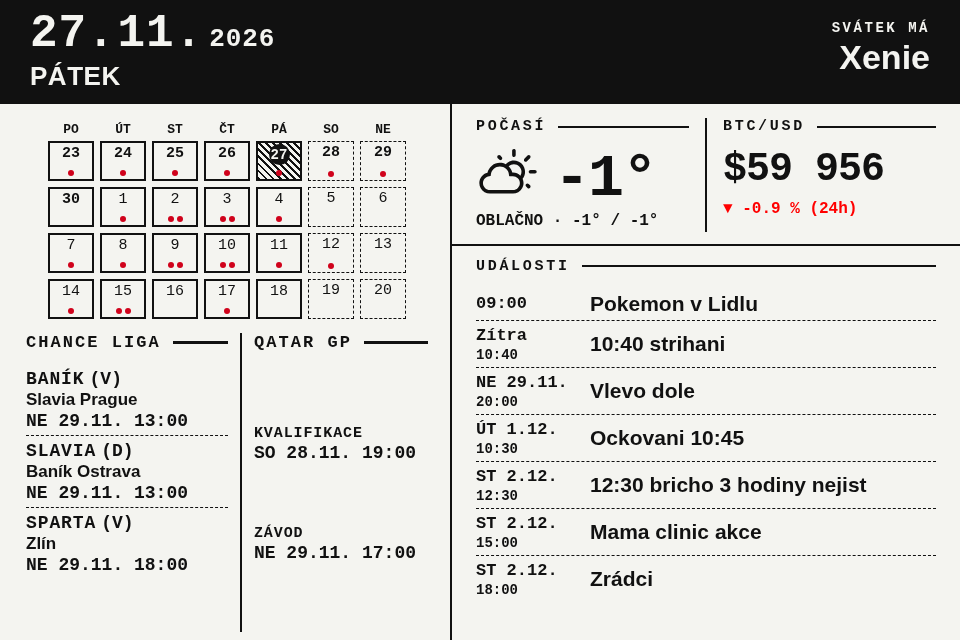 27.11. 2026
PÁTEK
SVÁTEK MÁ
Xenie
PO ÚT ST ČT PÁ SO NE
23 24 25 26 27 28 29
30 1 2 3 4 5 6
7 8 9 10 11 12 13
14 15 16 17 18 19 20
CHANCE LIGA
BANÍK (V)
Slavia Prague
NE 29.11. 13:00
SLAVIA (D)
Baník Ostrava
NE 29.11. 13:00
SPARTA (V)
Zlín
NE 29.11. 18:00
QATAR GP
KVALIFIKACE
SO 28.11. 19:00
ZÁVOD
NE 29.11. 17:00
POČASÍ
-1°
OBLAČNO · -1° / -1°
BTC/USD
$59 956
▼ -0.9 % (24h)
UDÁLOSTI
09:00 Pokemon v Lidlu
Zítra
10:40 10:40 strihani
NE 29.11.
20:00 Vlevo dole
ÚT 1.12.
10:30 Ockovani 10:45
ST 2.12.
12:30 12:30 bricho 3 hodiny nejist
ST 2.12.
15:00 Mama clinic akce
ST 2.12.
18:00 Zrádci